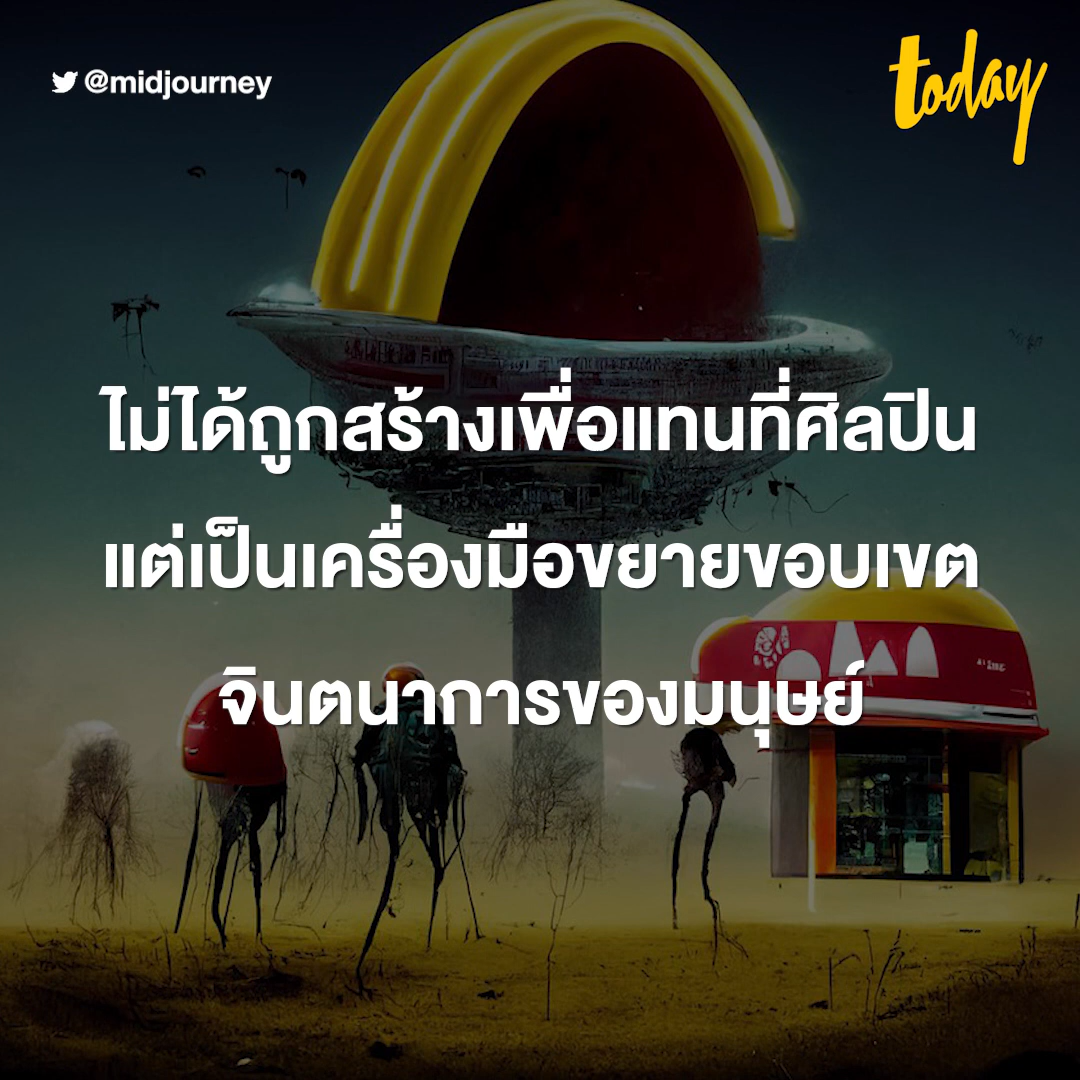 @midjourney
today
ไม่ได้ถูกสร้างเพื่อแทนที่ศิลปิน
แต่เป็นเครื่องมือขยายขอบเขต
จินตนาการของมนุษย์